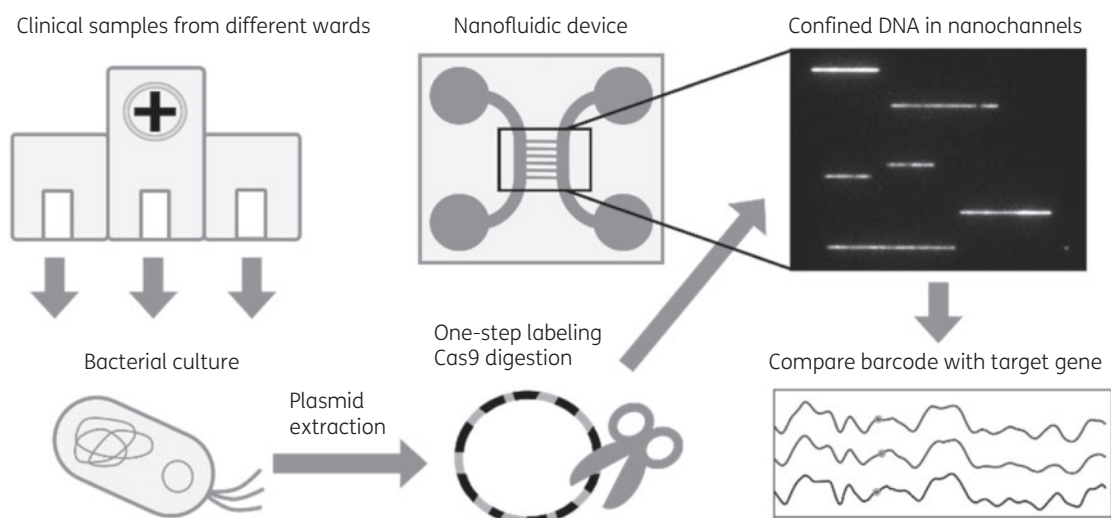 Clinical samples from different wards
Nanofluidic device
Confined DNA in nanochannels
Bacterial culture
Plasmid
extraction
One-step labeling
Cas9 digestion
Compare barcode with target gene